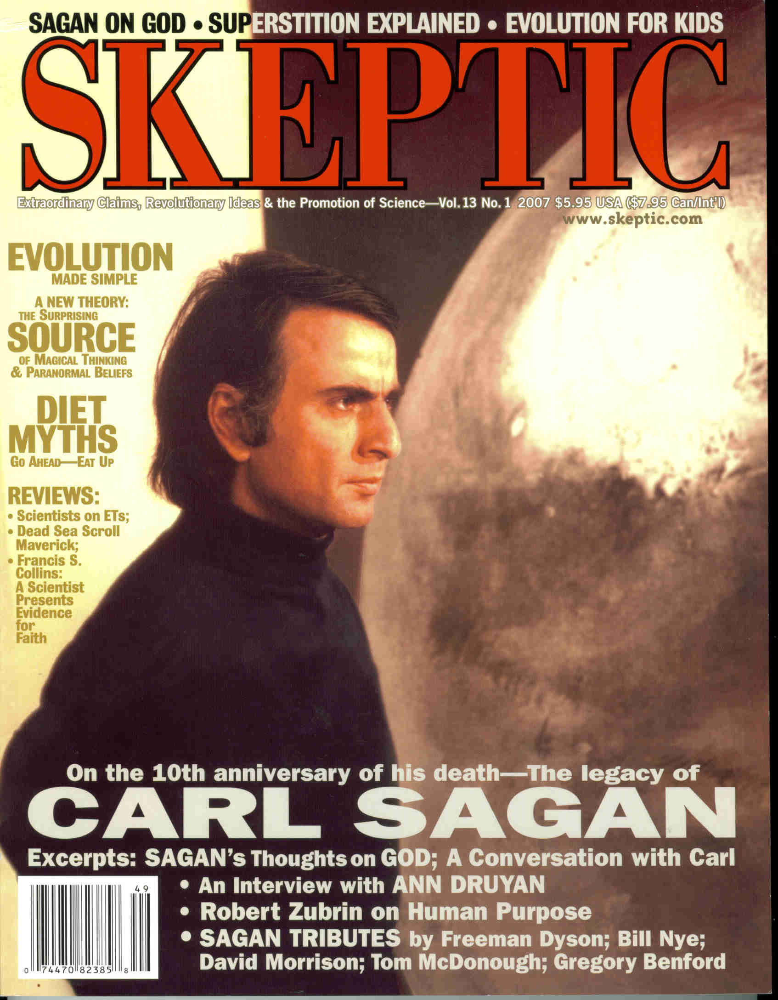 SAGAN ON GOD • SUPERSTITION EXPLAINED • EVOLUTION FOR KIDS
SKEPTIC
Extraordinary Claims, Revolutionary Ideas & the Promotion of Science—Vol. 13 No. 1 2007 $5.95 USA ($7.95 Can/Int'l)
www.skeptic.com
EVOLUTION
MADE SIMPLE
A NEW THEORY:
THE SURPRISING
SOURCE
OF MAGICAL THINKING
& PARANORMAL BELIEFS
DIET
MYTHS
GO AHEAD—EAT UP
REVIEWS:
• Scientists on ETs;
• Dead Sea Scroll
Maverick;
• Francis S.
Collins:
A Scientist
Presents
Evidence
for
Faith
On the 10th anniversary of his death—The legacy of
CARL SAGAN
Excerpts: SAGAN's Thoughts on GOD; A Conversation with Carl
• An Interview with ANN DRUYAN
• Robert Zubrin on Human Purpose
• SAGAN TRIBUTES by Freeman Dyson; Bill Nye;
David Morrison; Tom McDonough; Gregory Benford
49
0 74470 82385 8